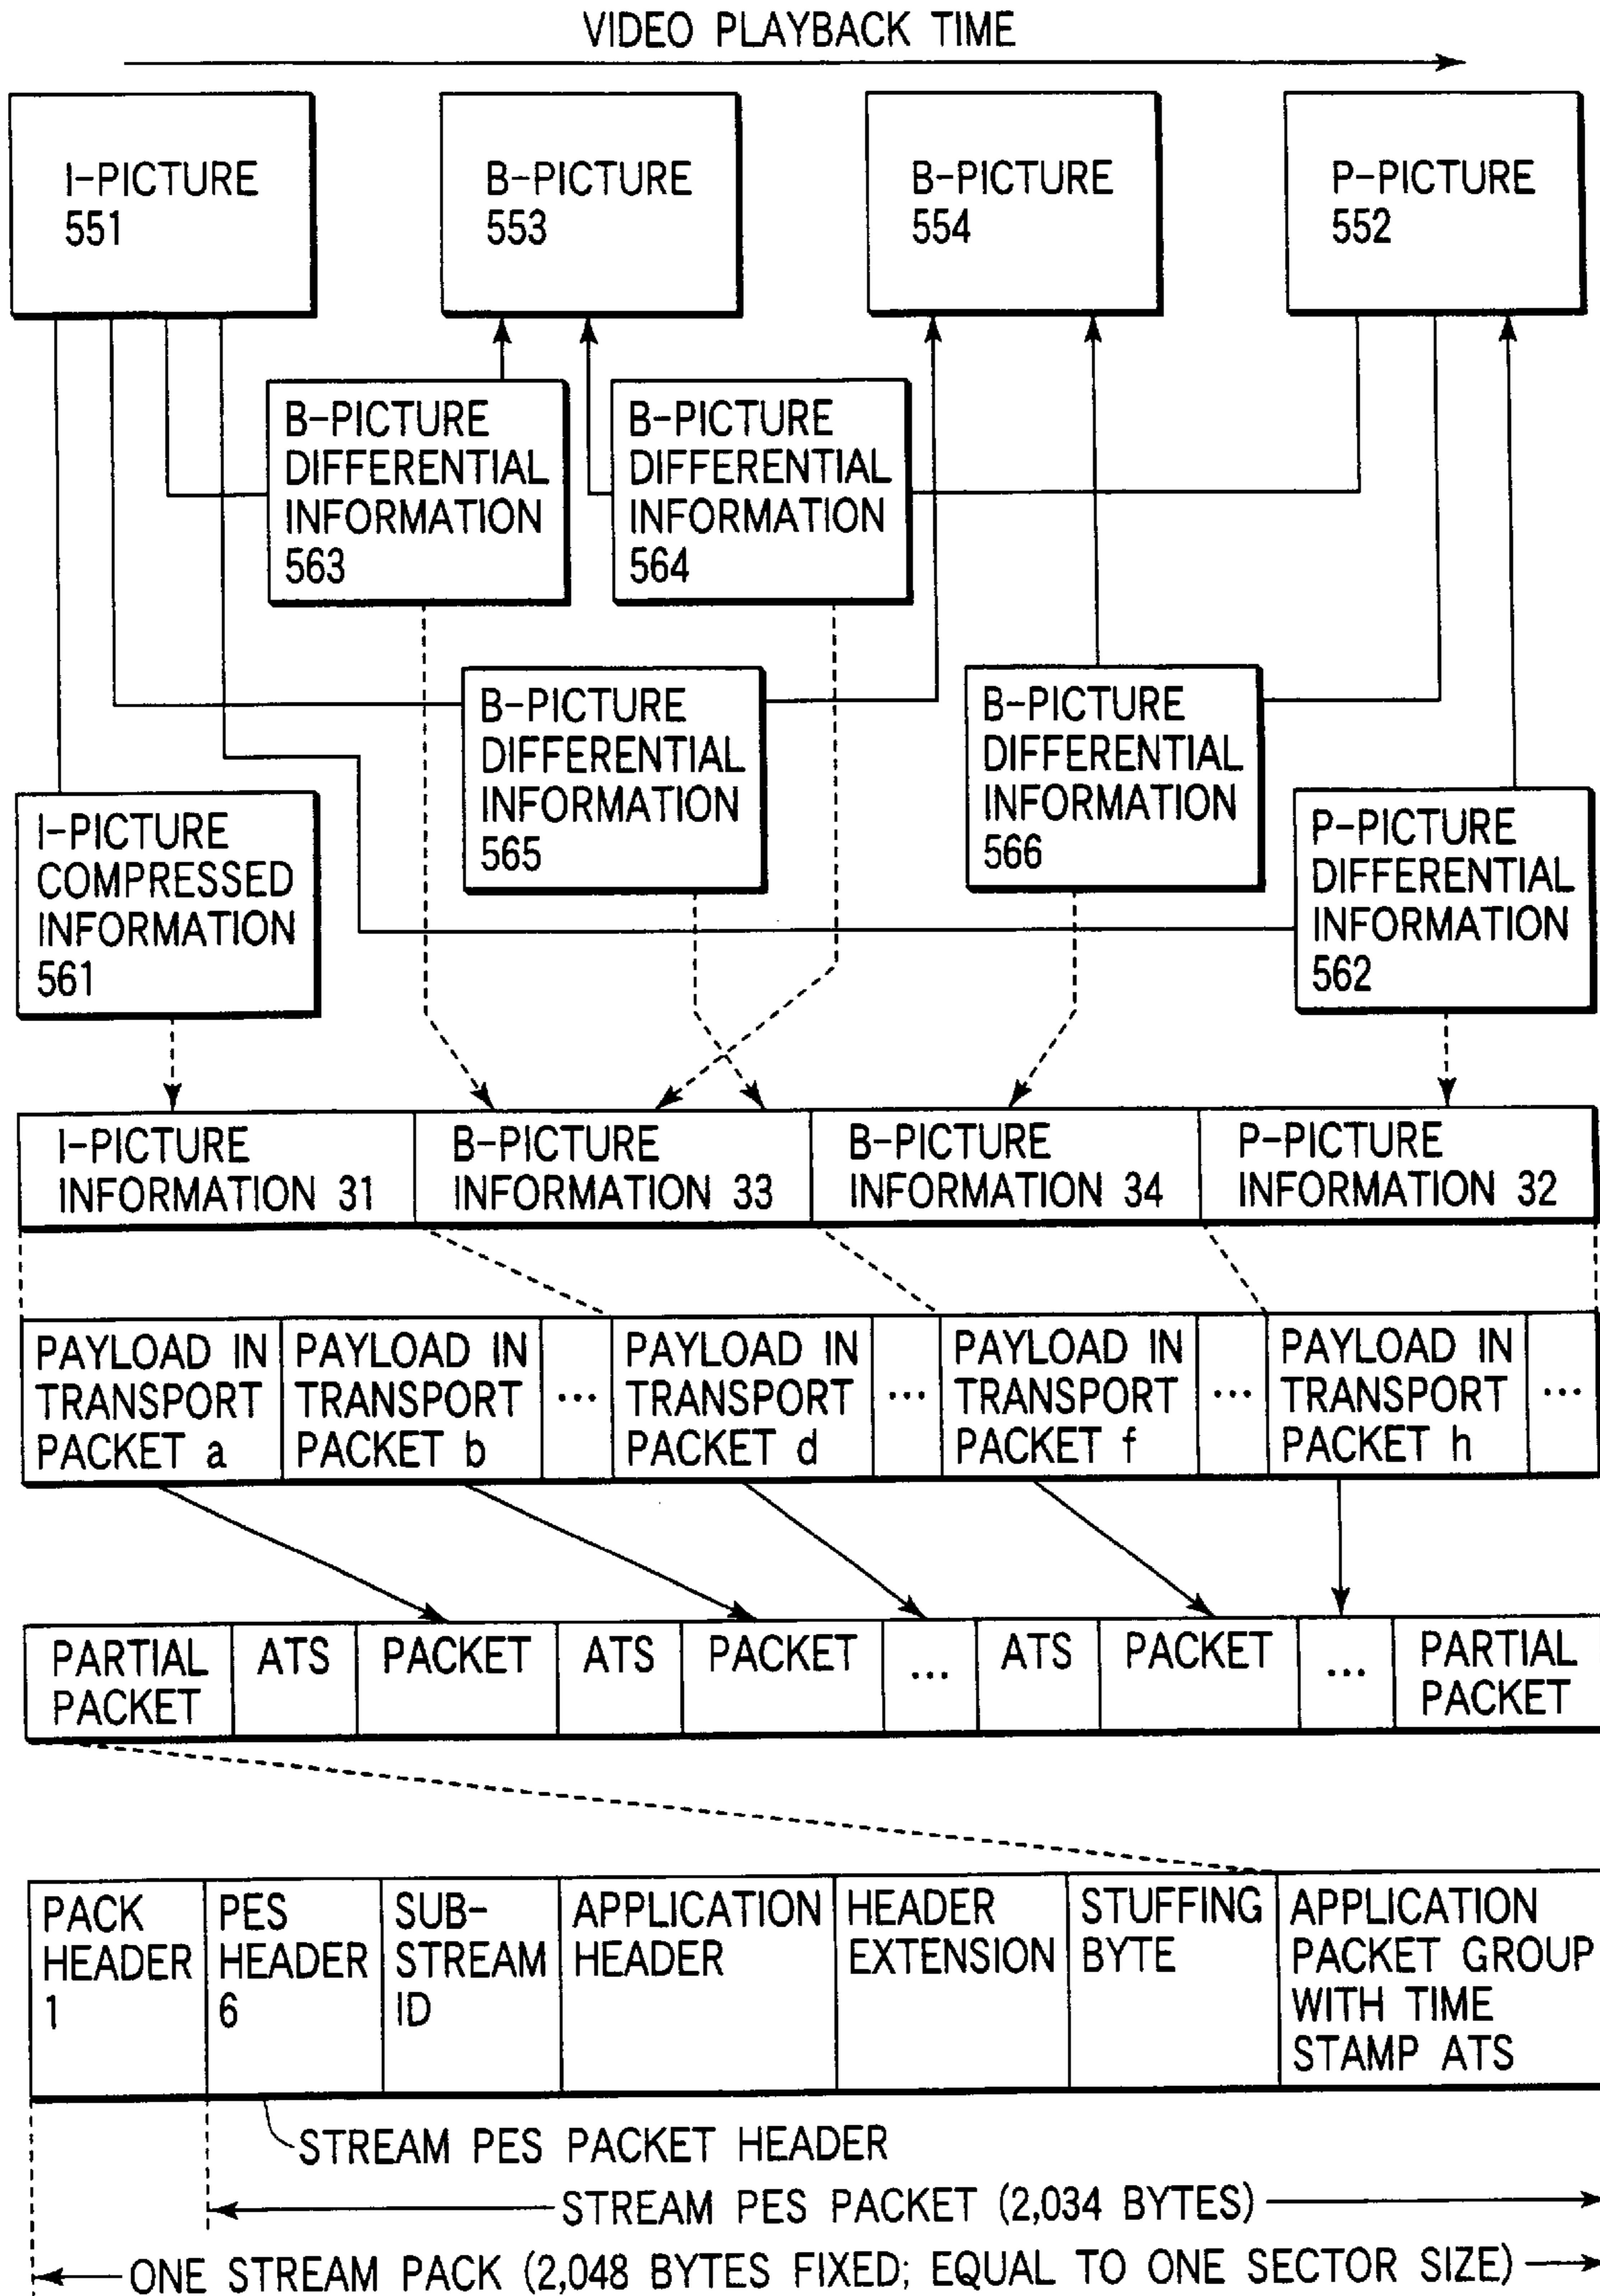 VIDEO PLAYBACK TIME
I-PICTURE
551
B-PICTURE
553
B-PICTURE
554
P-PICTURE
552
B-PICTURE
DIFFERENTIAL
INFORMATION
563
B-PICTURE
DIFFERENTIAL
INFORMATION
564
B-PICTURE
DIFFERENTIAL
INFORMATION
565
B-PICTURE
DIFFERENTIAL
INFORMATION
566
I-PICTURE
COMPRESSED
INFORMATION
561
P-PICTURE
DIFFERENTIAL
INFORMATION
562
I-PICTURE
INFORMATION 31
B-PICTURE
INFORMATION 33
B-PICTURE
INFORMATION 34
P-PICTURE
INFORMATION 32
PAYLOAD IN
TRANSPORT
PACKET a
PAYLOAD IN
TRANSPORT
PACKET b
...
PAYLOAD IN
TRANSPORT
PACKET d
...
PAYLOAD IN
TRANSPORT
PACKET f
...
PAYLOAD IN
TRANSPORT
PACKET h
...
PARTIAL
PACKET
ATS
PACKET
ATS
PACKET
...
ATS
PACKET
...
PARTIAL
PACKET
PACK
HEADER
1
PES
HEADER
6
SUB-
STREAM
ID
APPLICATION
HEADER
HEADER
EXTENSION
STUFFING
BYTE
APPLICATION
PACKET GROUP
WITH TIME
STAMP ATS
STREAM PES PACKET HEADER
STREAM PES PACKET (2,034 BYTES)
ONE STREAM PACK (2,048 BYTES FIXED; EQUAL TO ONE SECTOR SIZE)